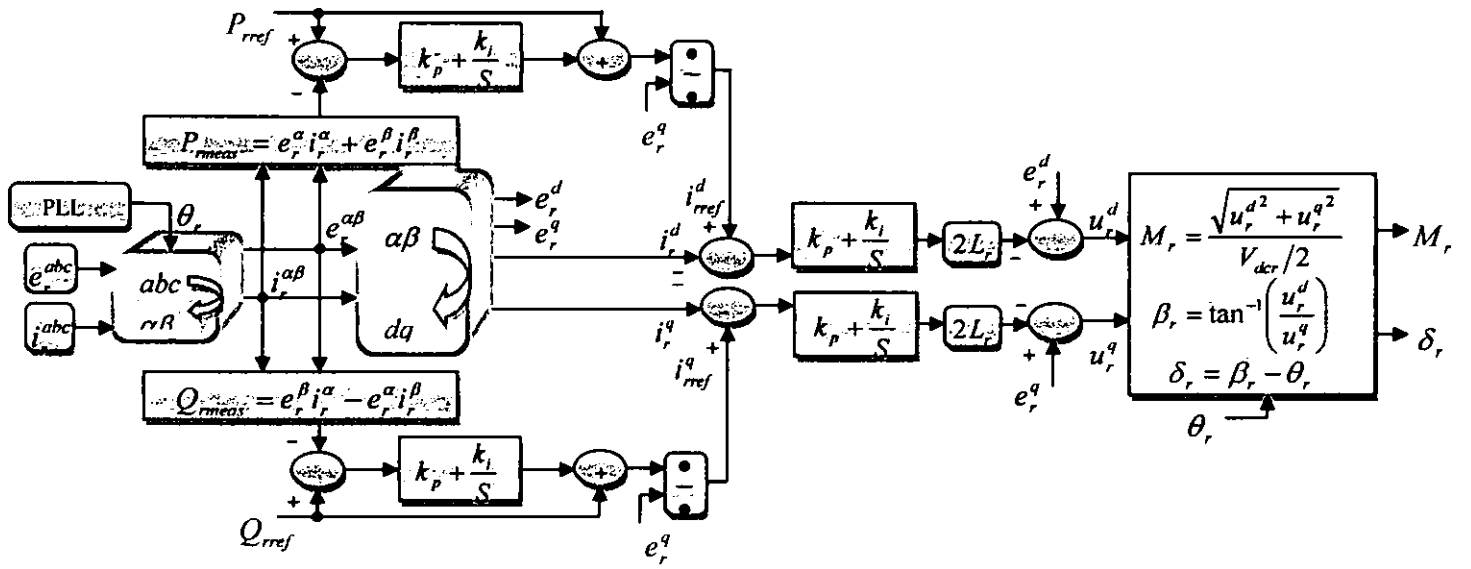 P_rref
+
−
k_p + k_i/S
+
÷
e_r^q
P_rmeas = e_r^α i_r^α + e_r^β i_r^β
PLL
θ_r
e_r^abc
i_r^abc
abc
αβ
e_r^αβ
i_r^αβ
αβ
dq
e_r^d
e_r^q
i_r^d
i_r^q
i_rref^d
+
−
−
+
i_rref^q
k_p + k_i/S
k_p + k_i/S
2L_r
2L_r
e_r^d
+
−
u_r^d
−
+
u_r^q
e_r^q
M_r = √(u_r^d² + u_r^q²) / (V_dcr/2)
β_r = tan⁻¹(u_r^d / u_r^q)
δ_r = β_r − θ_r
θ_r
M_r
δ_r
Q_rmeas = e_r^β i_r^α − e_r^α i_r^β
−
+
k_p + k_i/S
+
÷
e_r^q
Q_rref